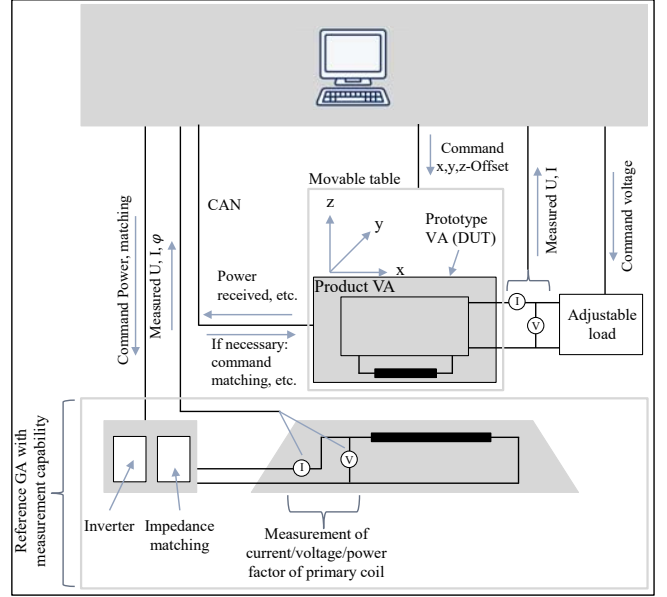 Command
x,y,z-Offset
Movable table
z
y
x
Prototype
VA (DUT)
Product VA
CAN
Power
received, etc.
If necessary:
command
matching, etc.
Command Power, matching
Measured U, I, φ
Measured U, I
Command voltage
I
V
Adjustable
load
Reference GA with
measurement capability
I
V
Inverter
Impedance
matching
Measurement of
current/voltage/power
factor of primary coil